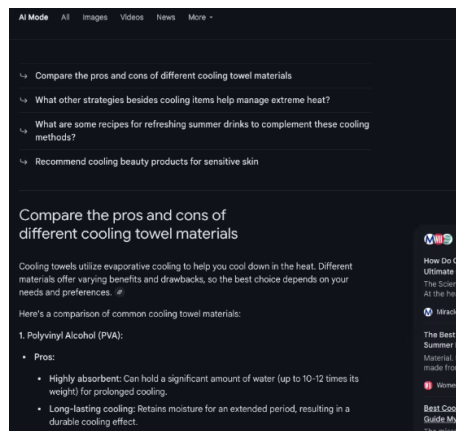 AI Mode All Images Videos News More
Compare the pros and cons of different cooling towel materials
What other strategies besides cooling items help manage extreme heat?
What are some recipes for refreshing summer drinks to complement these cooling
methods?
Recommend cooling beauty products for sensitive skin
Compare the pros and cons of
different cooling towel materials
Cooling towels utilize evaporative cooling to help you cool down in the heat. Different
materials offer varying benefits and drawbacks, so the best choice depends on your
needs and preferences.
Here's a comparison of common cooling towel materials:
1. Polyvinyl Alcohol (PVA):
• Pros:
• Highly absorbent: Can hold a significant amount of water (up to 10-12 times its
weight) for prolonged cooling.
• Long-lasting cooling: Retains moisture for an extended period, resulting in a
durable cooling effect.
How Do
Ultimate
The Scien
At the he
Miracl
The Best
Summer
Material.
made fro
Wome
Best Coo
Guide My